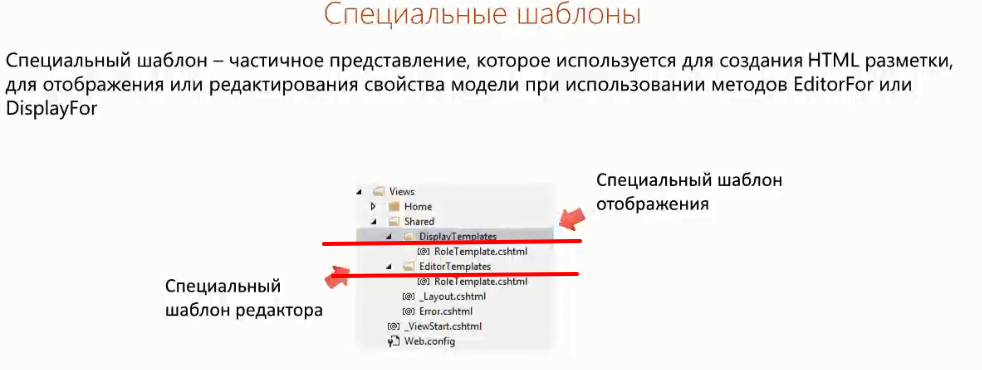 Специальные шаблоны
Специальный шаблон – частичное представление, которое используется для создания HTML разметки,
для отображения или редактирования свойства модели при использовании методов EditorFor или
DisplayFor
Специальный шаблон
отображения
Views
Home
Shared
DisplayTemplates
RoleTemplate.cshtml
EditorTemplates
RoleTemplate.cshtml
_Layout.cshtml
Error.cshtml
_ViewStart.cshtml
Web.config
Специальный
шаблон редактора